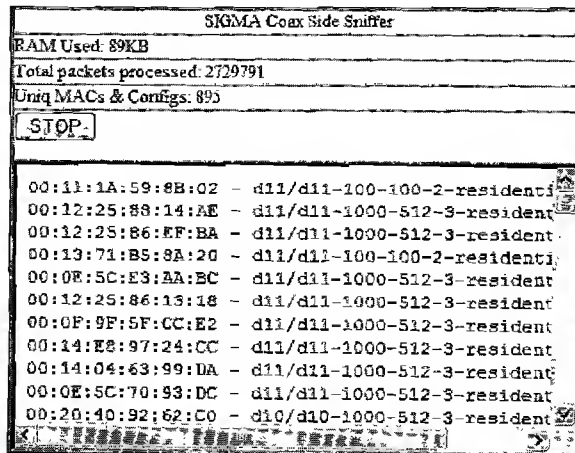 SIGMA Coax Side Sniffer
RAM Used: 89KB
Total packets processed: 2729791
Uniq MACs & Configs: 895
STOP
00:11:1A:59:8B:02 - d11/d11-100-100-2-residenti
00:12:25:88:14:AE - d11/d11-1000-512-3-resident
00:12:25:86:EF:BA - d11/d11-1000-512-3-resident
00:13:71:B5:8A:20 - d11/d11-100-100-2-residenti
00:0E:5C:E3:AA:BC - d11/d11-1000-512-3-resident
00:12:25:86:13:18 - d11/d11-1000-512-3-resident
00:0F:9F:5F:CC:E2 - d11/d11-1000-512-3-resident
00:14:E8:97:24:CC - d11/d11-1000-512-3-resident
00:14:04:63:99:DA - d11/d11-1000-512-3-resident
00:0E:5C:70:93:DC - d11/d11-1000-512-3-resident
00:20:40:92:62:C0 - d10/d10-1000-512-3-resident